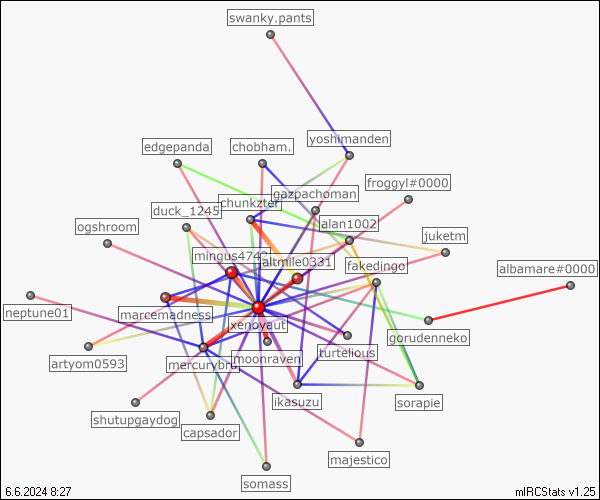 swanky.pants
yoshimanden
edgepanda
chobham.
froggyl#0000
gazpachoman
chunkzter
duck_1245
alan1002
ogshroom
juketm
mingus4742
altmile0331
fakedingo
albamare#0000
neptune01
marcemadness
xenovaut
gorudenneko
artyom0593
mercurybro.
moonraven
turtelious
ikasuzu
sorapie
shutupgaydog
capsador
majestico
somass
6.6.2024 8:27
mIRCStats v1.25